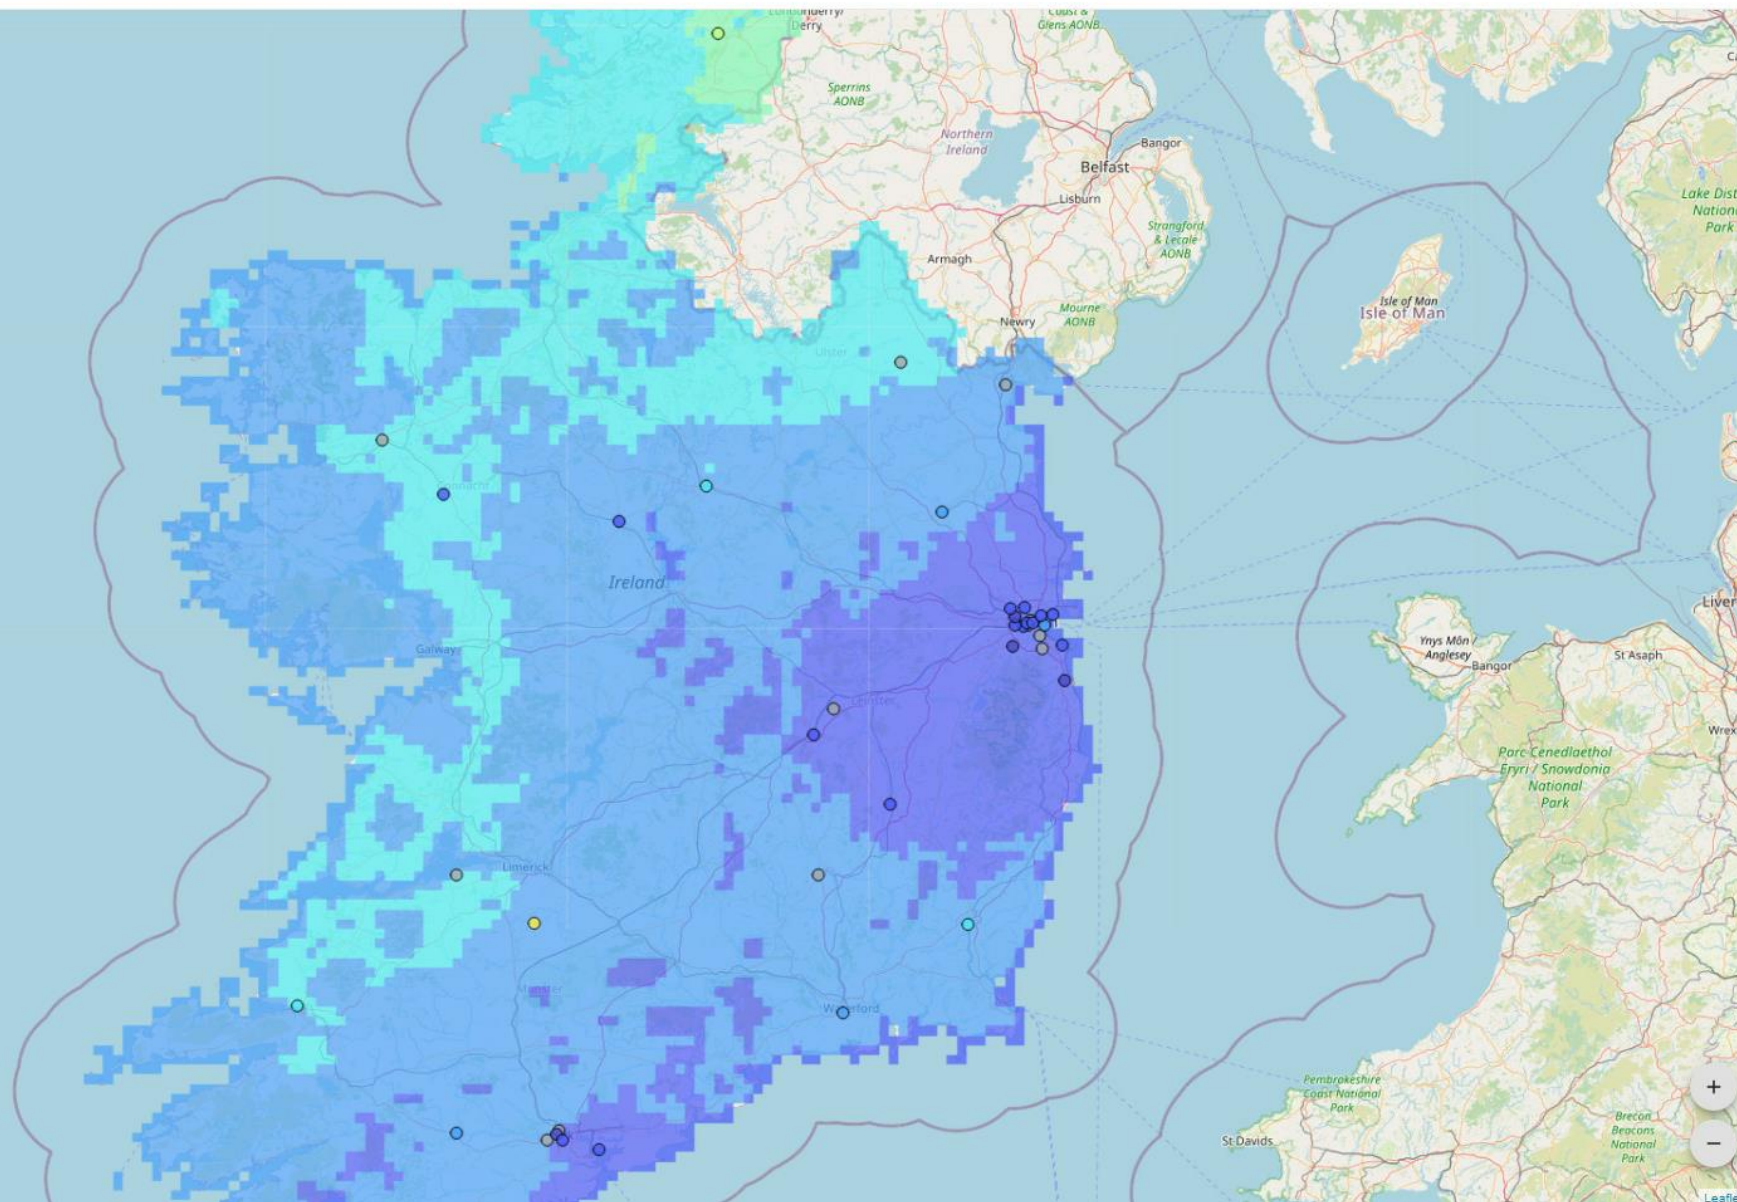 Londonderry/
Derry
Coast &
Glens AONB
Sperrins
AONB
Northern
Ireland
Bangor
Belfast
Lisburn
Lake Dist
Nation
Park
Strangford
& Lecale
AONB
Armagh
Isle of Man
Isle of Man
Mourne
AONB
Newry
Ulster
Connacht
Ireland
Liver
Ynys Môn /
Anglesey
Bangor
St Asaph
Galway
Leinster
Wrex
Parc Cenedlaethol
Eryri / Snowdonia
National
Park
Limerick
Munster
Waterford
Pembrokeshire
Coast National
Park
+
Brecon
Beacons
National
Park
St Davids
−
Leafle